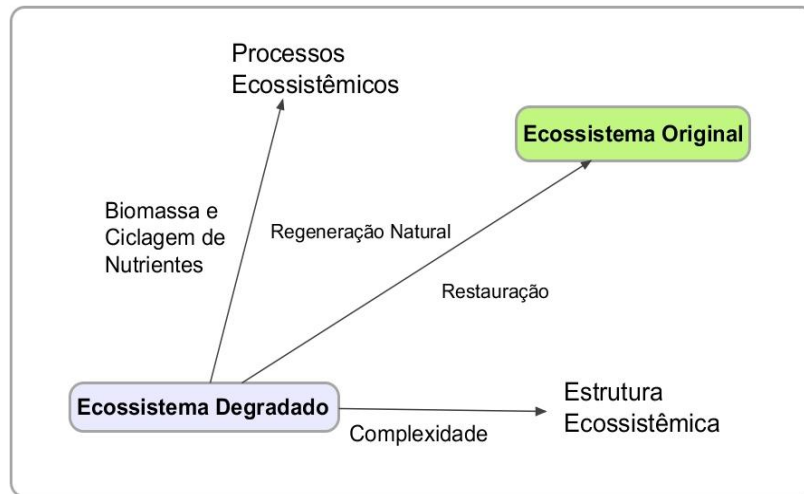 Processos
Ecossistêmicos
Ecossistema Original
Biomassa e
Ciclagem de
Nutrientes
Regeneração Natural
Restauração
Ecossistema Degradado
Complexidade
Estrutura
Ecossistêmica